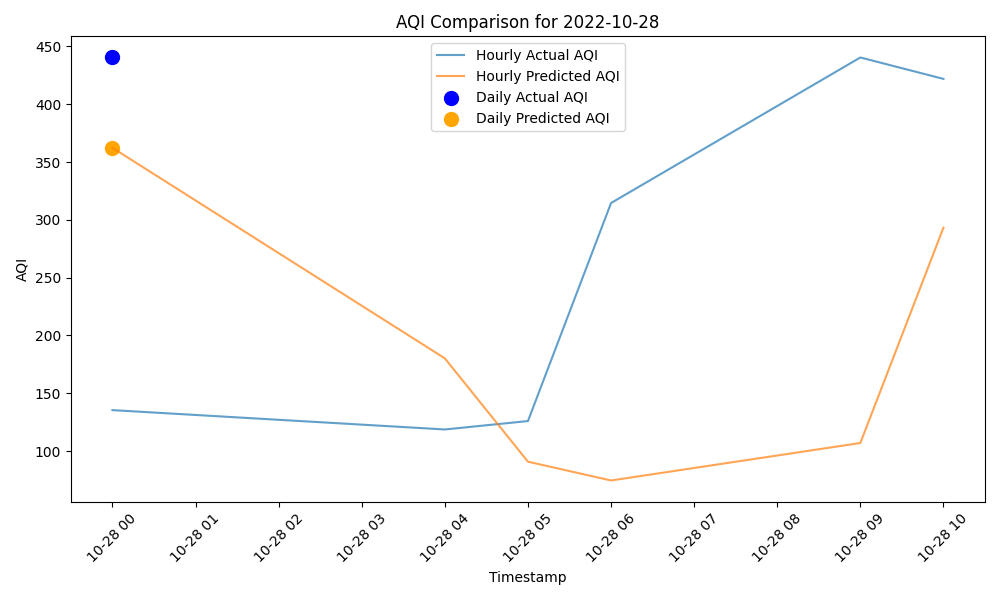 AQI Comparison for 2022-10-28
Hourly Actual AQI
Hourly Predicted AQI
Daily Actual AQI
Daily Predicted AQI
AQI
450
400
350
300
250
200
150
100
10-28 00
10-28 01
10-28 02
10-28 03
10-28 04
10-28 05
10-28 06
10-28 07
10-28 08
10-28 09
10-28 10
Timestamp